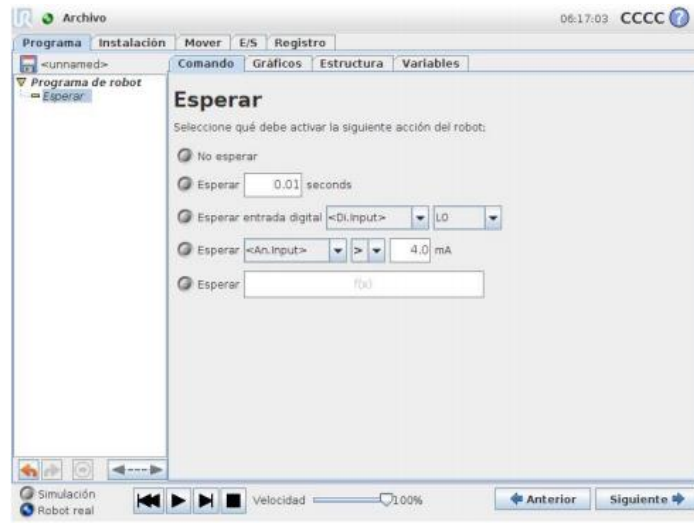 Archivo 06:17:03 CCCC ?
Programa Instalación Mover E/S Registro
<unnamed> Comando Gráficos Estructura Variables
Programa de robot
Esperar
Esperar
Seleccione qué debe activar la siguiente acción del robot:
No esperar
Esperar 0.01 seconds
Esperar entrada digital <Di.Input> LO
Esperar <An.Input> > 4.0 mA
Esperar f(x)
Simulación
Robot real
Velocidad 100% Anterior Siguiente